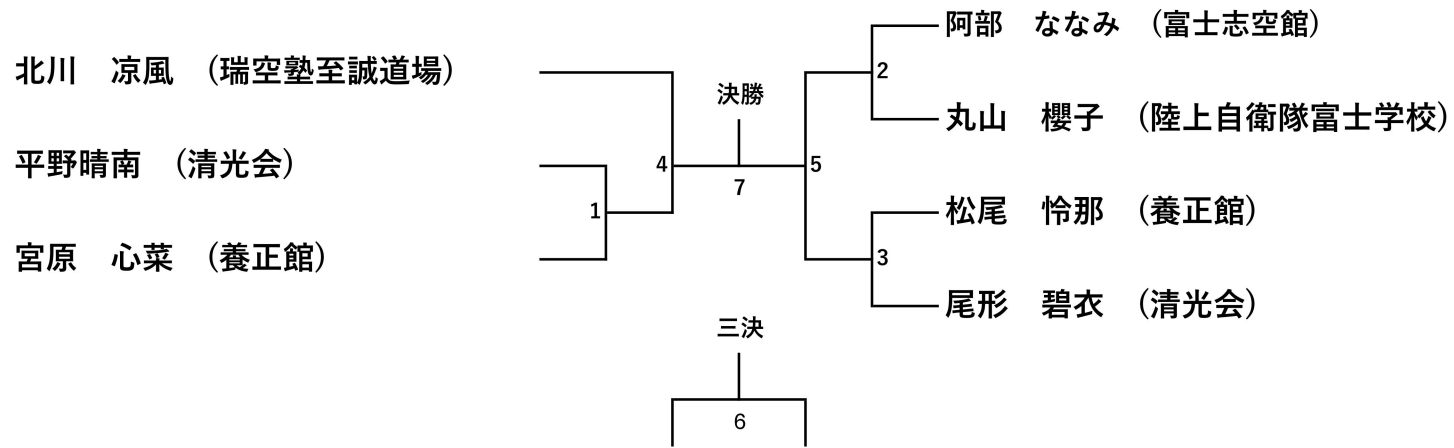 北川　凉風　（瑞空塾至誠道場）
平野晴南　（清光会）
宮原　心菜　（養正館）
1
4
決勝
7
5
2
3
阿部　ななみ　（富士志空館）
丸山　櫻子　（陸上自衛隊富士学校）
松尾　怜那　（養正館）
尾形　碧衣　（清光会）
三決
6